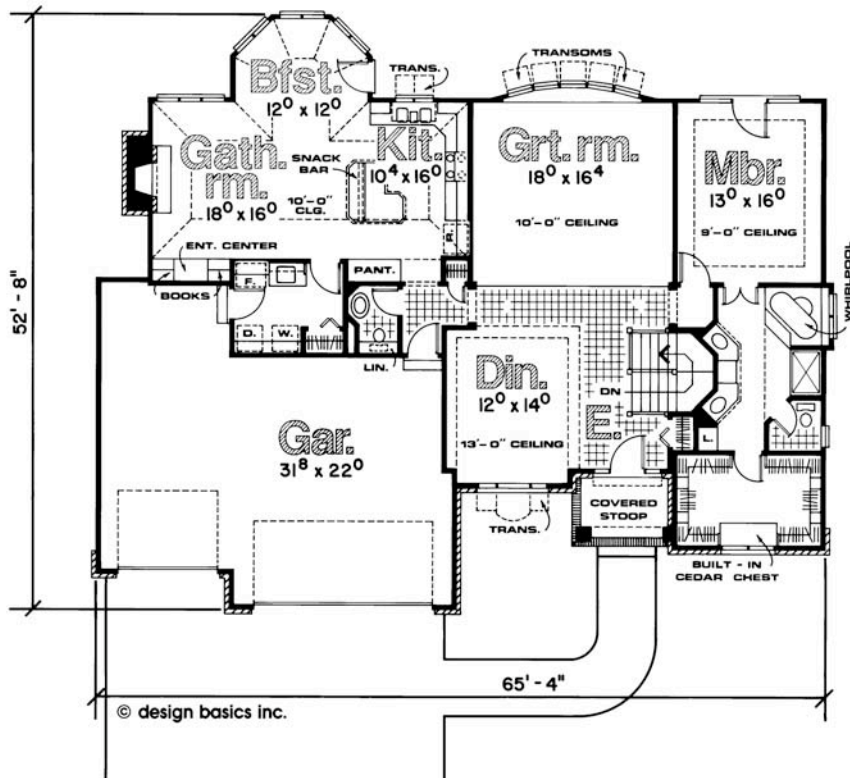 TRANSOMS
TRANS.
Bfst.
12⁰ x 12⁰
Gath.
rm.
18⁰ x 16⁰
SNACK
BAR
10'-0"
CLG.
Kit.
10⁴ x 16⁰
Grt. rm.
18⁰ x 16⁴
10'-0" CEILING
Mbr.
13⁰ x 16⁰
9'-0" CEILING
WHIRLPOOL
ENT. CENTER
BOOKS
R.
PANT.
F.
D.
W.
LIN.
52' - 8"
Din.
12⁰ x 14⁰
13'-0" CEILING
DN
E.
L.
Gar.
31⁸ x 22⁰
TRANS.
COVERED
STOOP
BUILT - IN
CEDAR CHEST
65' - 4"
© design basics inc.